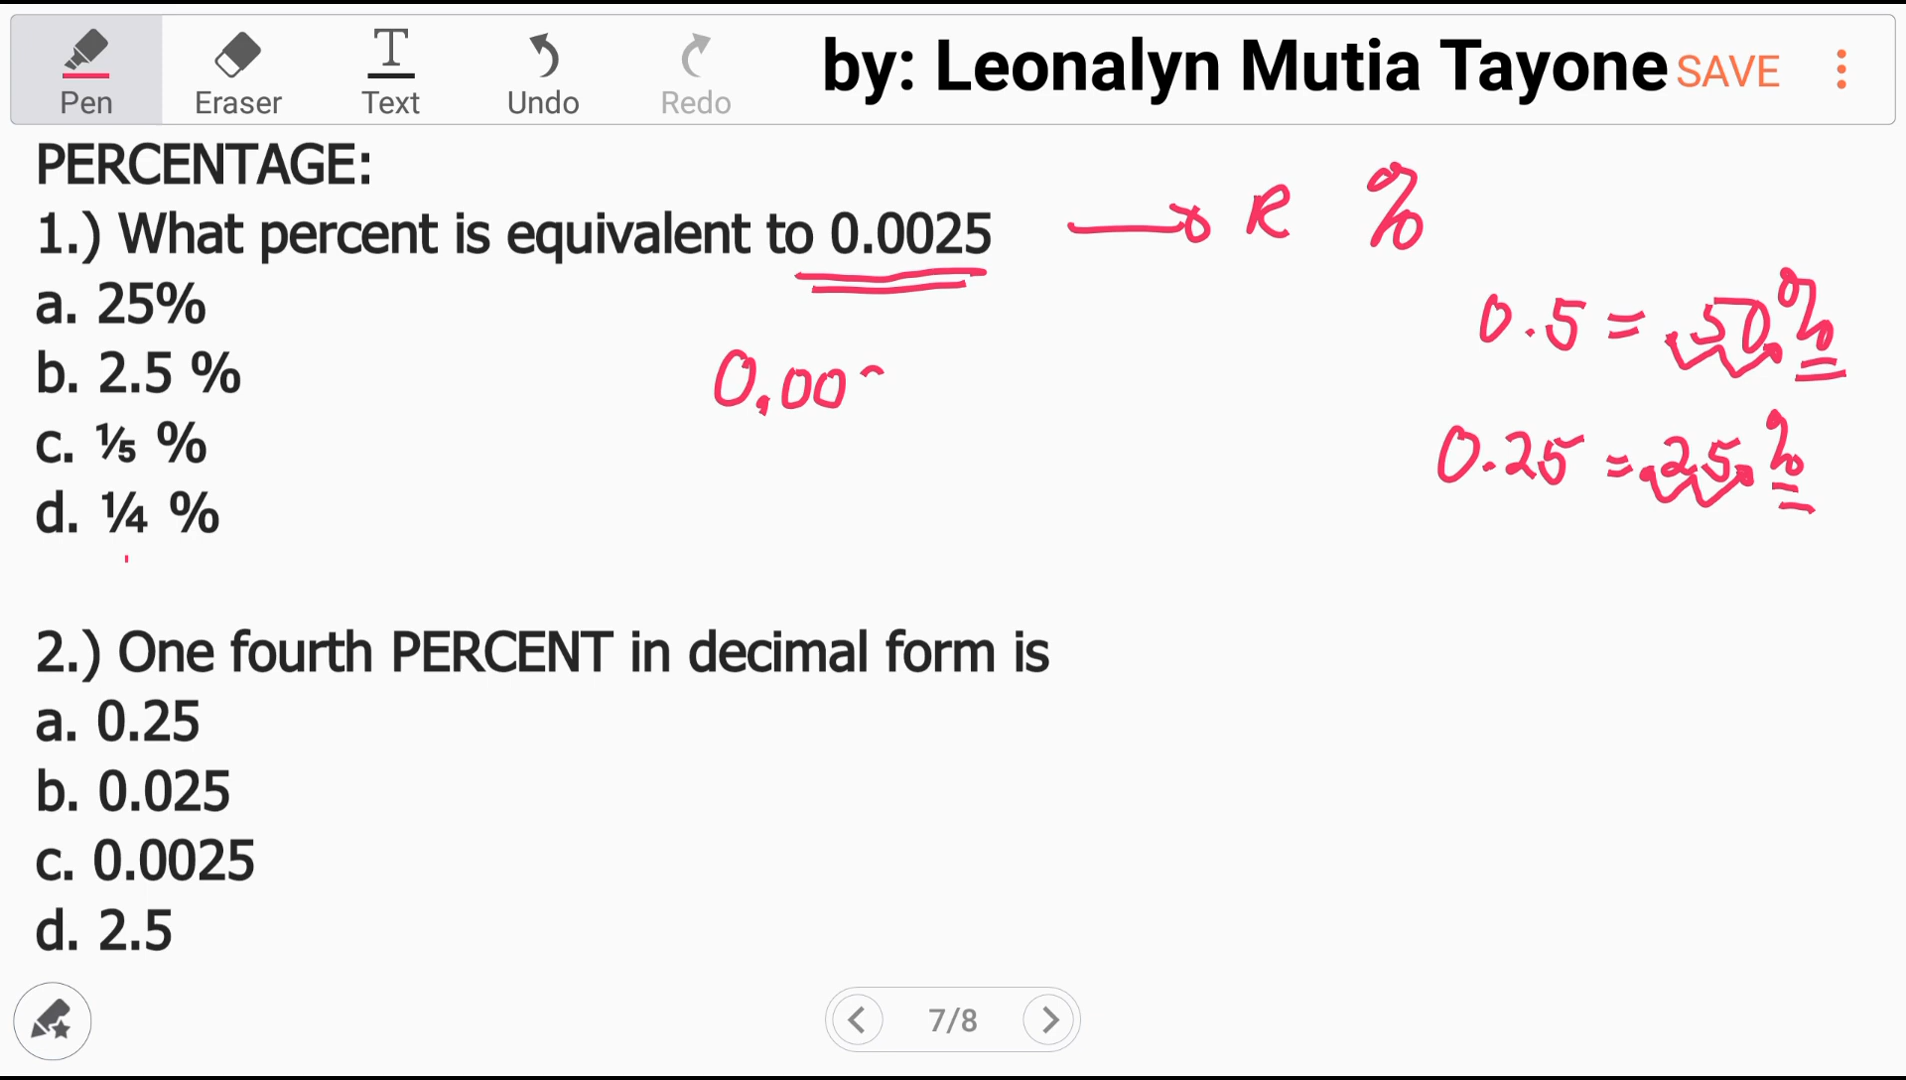 Pen Eraser Text Undo Redo by: Leonalyn Mutia Tayone SAVE
PERCENTAGE:
1.) What percent is equivalent to 0.0025 R %
a. 25%
0.5 = .50.%
b. 2.5 %
0.00
c. ⅕ %
0.25 = .25.%
d. ¼ %
2.) One fourth PERCENT in decimal form is
a. 0.25
b. 0.025
c. 0.0025
d. 2.5
7/8